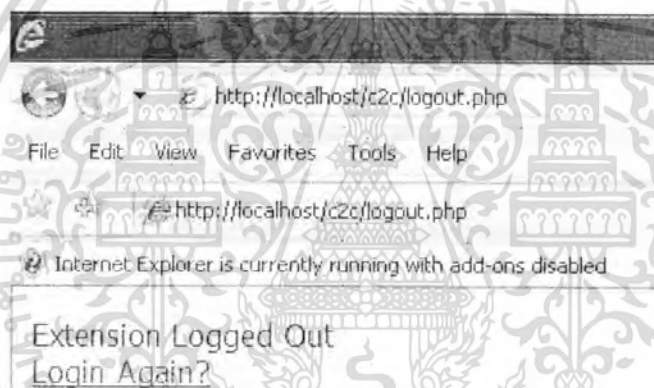 http://localhost/c2c/logout.php
File Edit View Favorites Tools Help
http://localhost/c2c/logout.php
Internet Explorer is currently running with add-ons disabled
Extension Logged Out
Login Again?